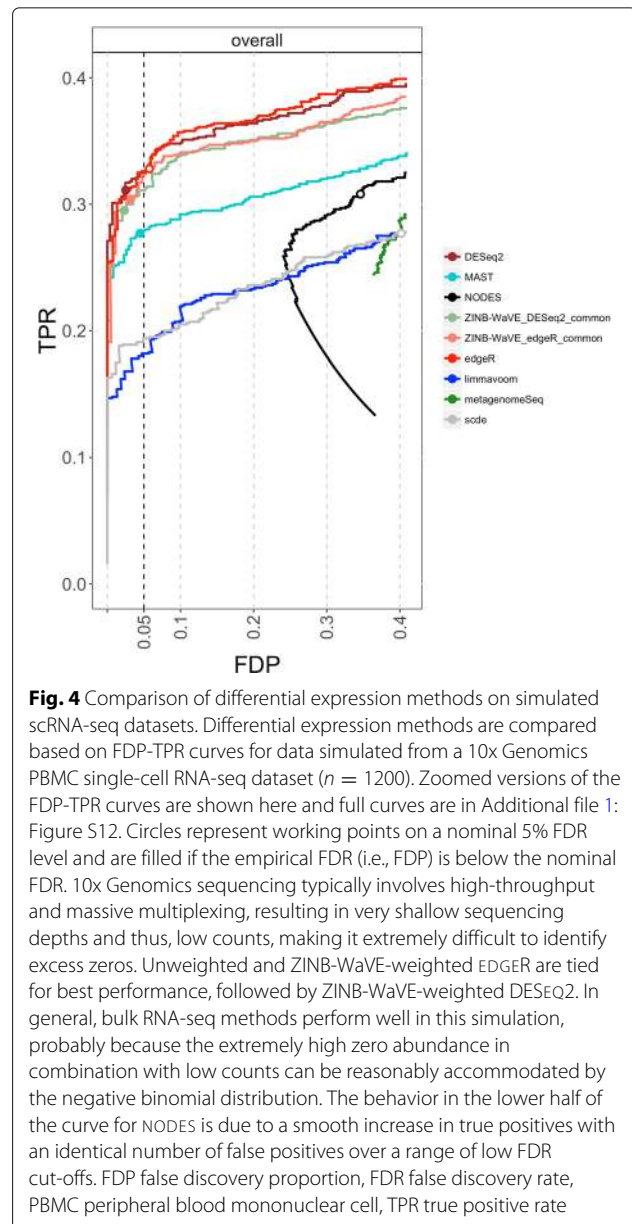 overall
0.4
0.3
0.2
0.1
0.0
TPR
0.05
0.1
0.2
0.3
0.4
FDP
DESeq2
MAST
NODES
ZINB-WaVE_DESeq2_common
ZINB-WaVE_edgeR_common
edgeR
limmavoom
metagenomeSeq
scde
Fig. 4 Comparison of differential expression methods on simulated
scRNA-seq datasets. Differential expression methods are compared
based on FDP-TPR curves for data simulated from a 10x Genomics
PBMC single-cell RNA-seq dataset (n = 1200). Zoomed versions of the
FDP-TPR curves are shown here and full curves are in Additional file 1:
Figure S12. Circles represent working points on a nominal 5% FDR
level and are filled if the empirical FDR (i.e., FDP) is below the nominal
FDR. 10x Genomics sequencing typically involves high-throughput
and massive multiplexing, resulting in very shallow sequencing
depths and thus, low counts, making it extremely difficult to identify
excess zeros. Unweighted and ZINB-WaVE-weighted EDGER are tied
for best performance, followed by ZINB-WaVE-weighted DESEQ2. In
general, bulk RNA-seq methods perform well in this simulation,
probably because the extremely high zero abundance in
combination with low counts can be reasonably accommodated by
the negative binomial distribution. The behavior in the lower half of
the curve for NODES is due to a smooth increase in true positives with
an identical number of false positives over a range of low FDR
cut-offs. FDP false discovery proportion, FDR false discovery rate,
PBMC peripheral blood mononuclear cell, TPR true positive rate